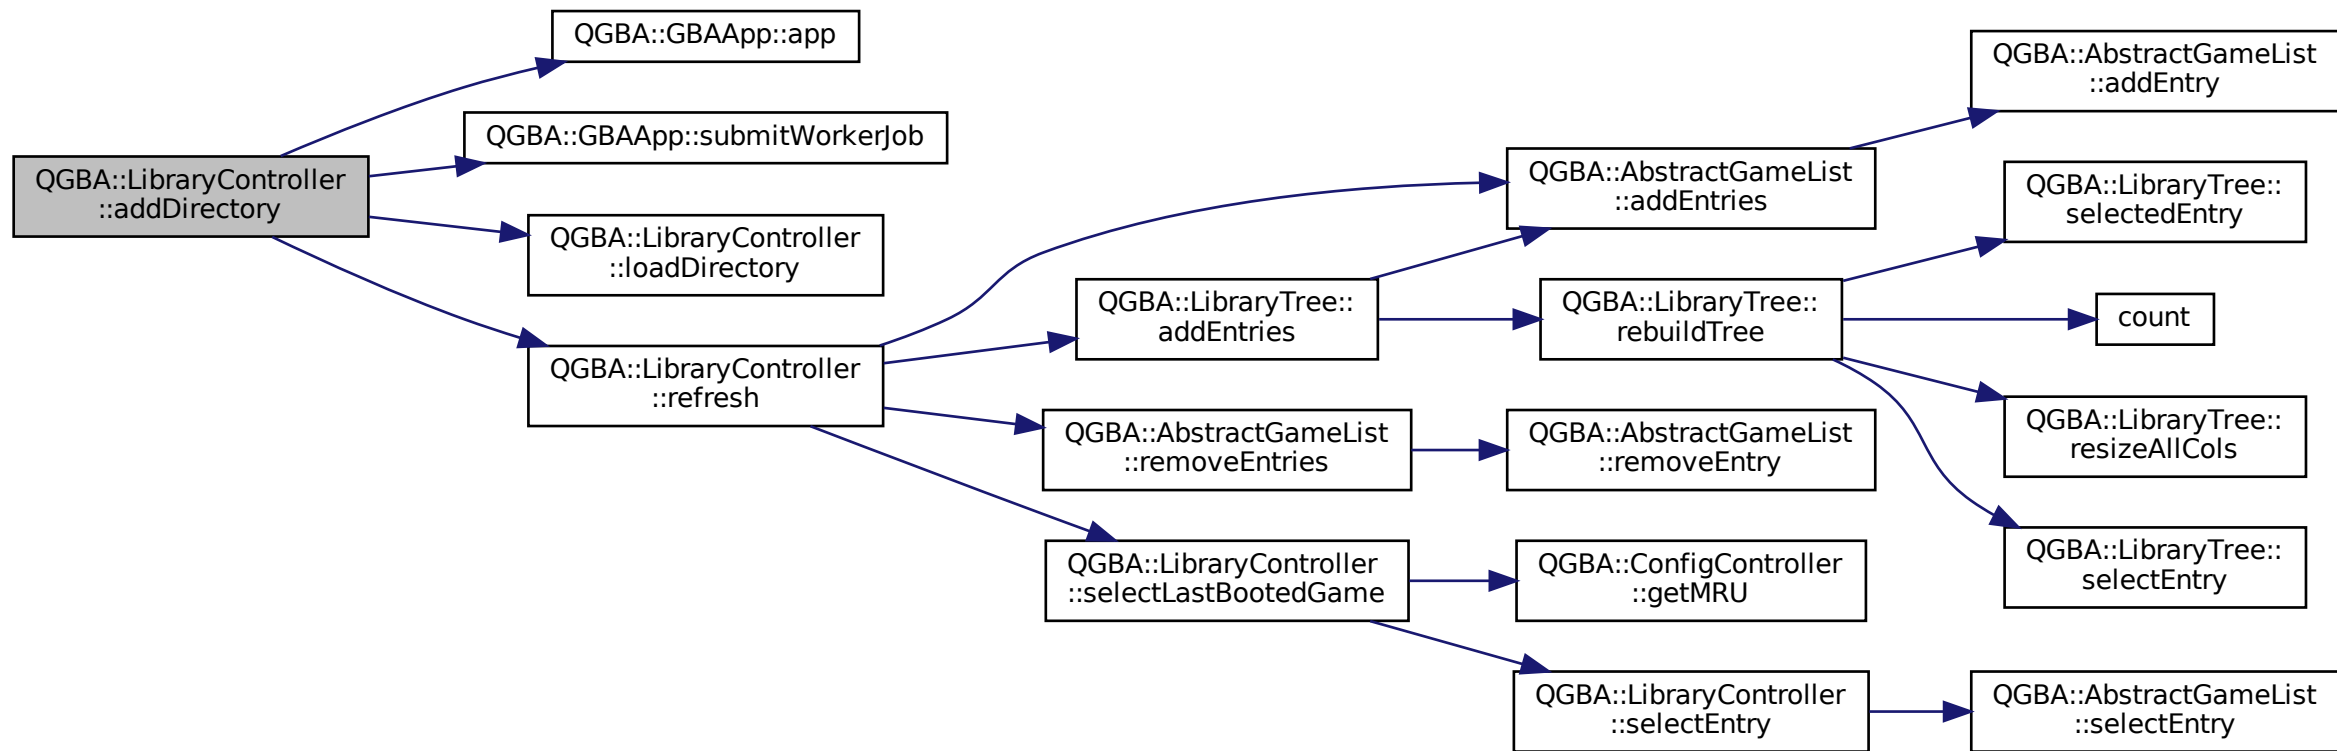 QGBA::GBAApp::app
QGBA::GBAApp::submitWorkerJob
QGBA::LibraryController
::addDirectory
QGBA::LibraryController
::loadDirectory
QGBA::LibraryController
::refresh
QGBA::LibraryTree::
addEntries
QGBA::AbstractGameList
::removeEntries
QGBA::LibraryController
::selectLastBootedGame
QGBA::AbstractGameList
::addEntries
QGBA::LibraryTree::
rebuildTree
QGBA::AbstractGameList
::removeEntry
QGBA::ConfigController
::getMRU
QGBA::LibraryController
::selectEntry
QGBA::AbstractGameList
::addEntry
QGBA::LibraryTree::
selectedEntry
count
QGBA::LibraryTree::
resizeAllCols
QGBA::LibraryTree::
selectEntry
QGBA::AbstractGameList
::selectEntry